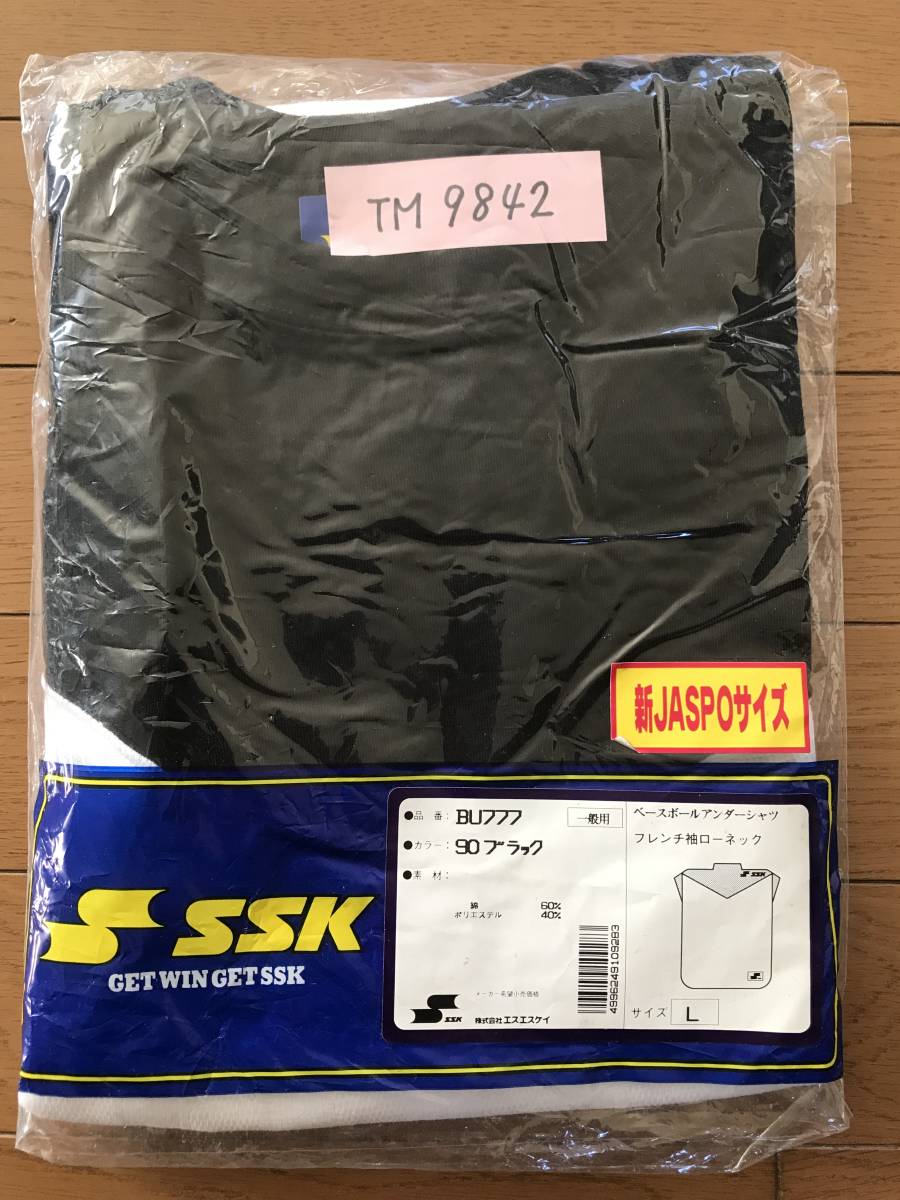 TM 9842
新JASPOサイズ
SSK
GET WIN GET SSK
●品 番： BU777 一般用
●カラー： 90 ブラック
●素 材：
綿 60%
ポリエステル 40%
メーカー希望小売価格
SSK 株式会社エスエスケイ
4996249109283
ベースボールアンダーシャツ
フレンチ袖ローネック
SSK
サイズ L